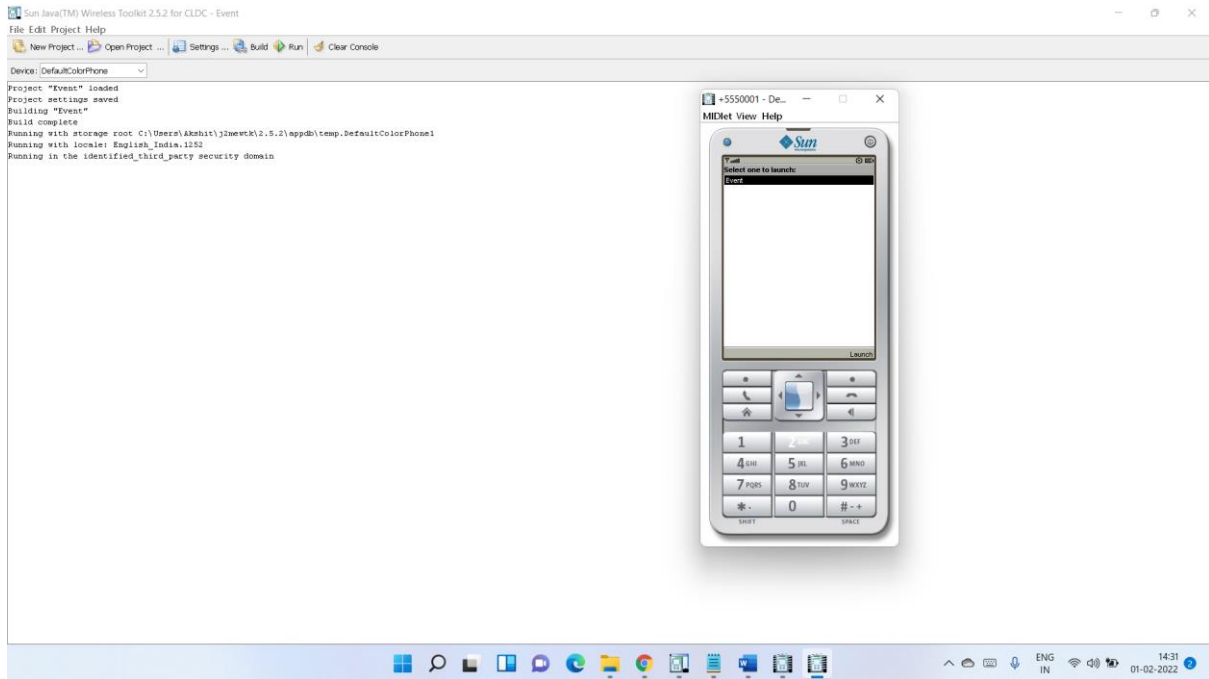 Sun Java(TM) Wireless Toolkit 2.5.2 for CLDC - Event
File Edit Project Help
New Project ... Open Project ... Settings ... Build Run Clear Console
Device: DefaultColorPhone
Project "Event" loaded
Project settings saved
Building "Event"
Build complete
Running with storage root C:\Users\Akshit\j2mewtk\2.5.2\appdb\temp.DefaultColorPhone1
Running with locale: English_India.1252
Running in the identified_third_party security domain
+5550001 - De...
MIDlet View Help
Sun
Select one to launch:
Event
Launch
1 2 ABC 3 DEF
4 GHI 5 JKL 6 MNO
7 PQRS 8 TUV 9 WXYZ
* . 0 # - +
SHIFT SPACE
ENG
IN
14:31
01-02-2022
2